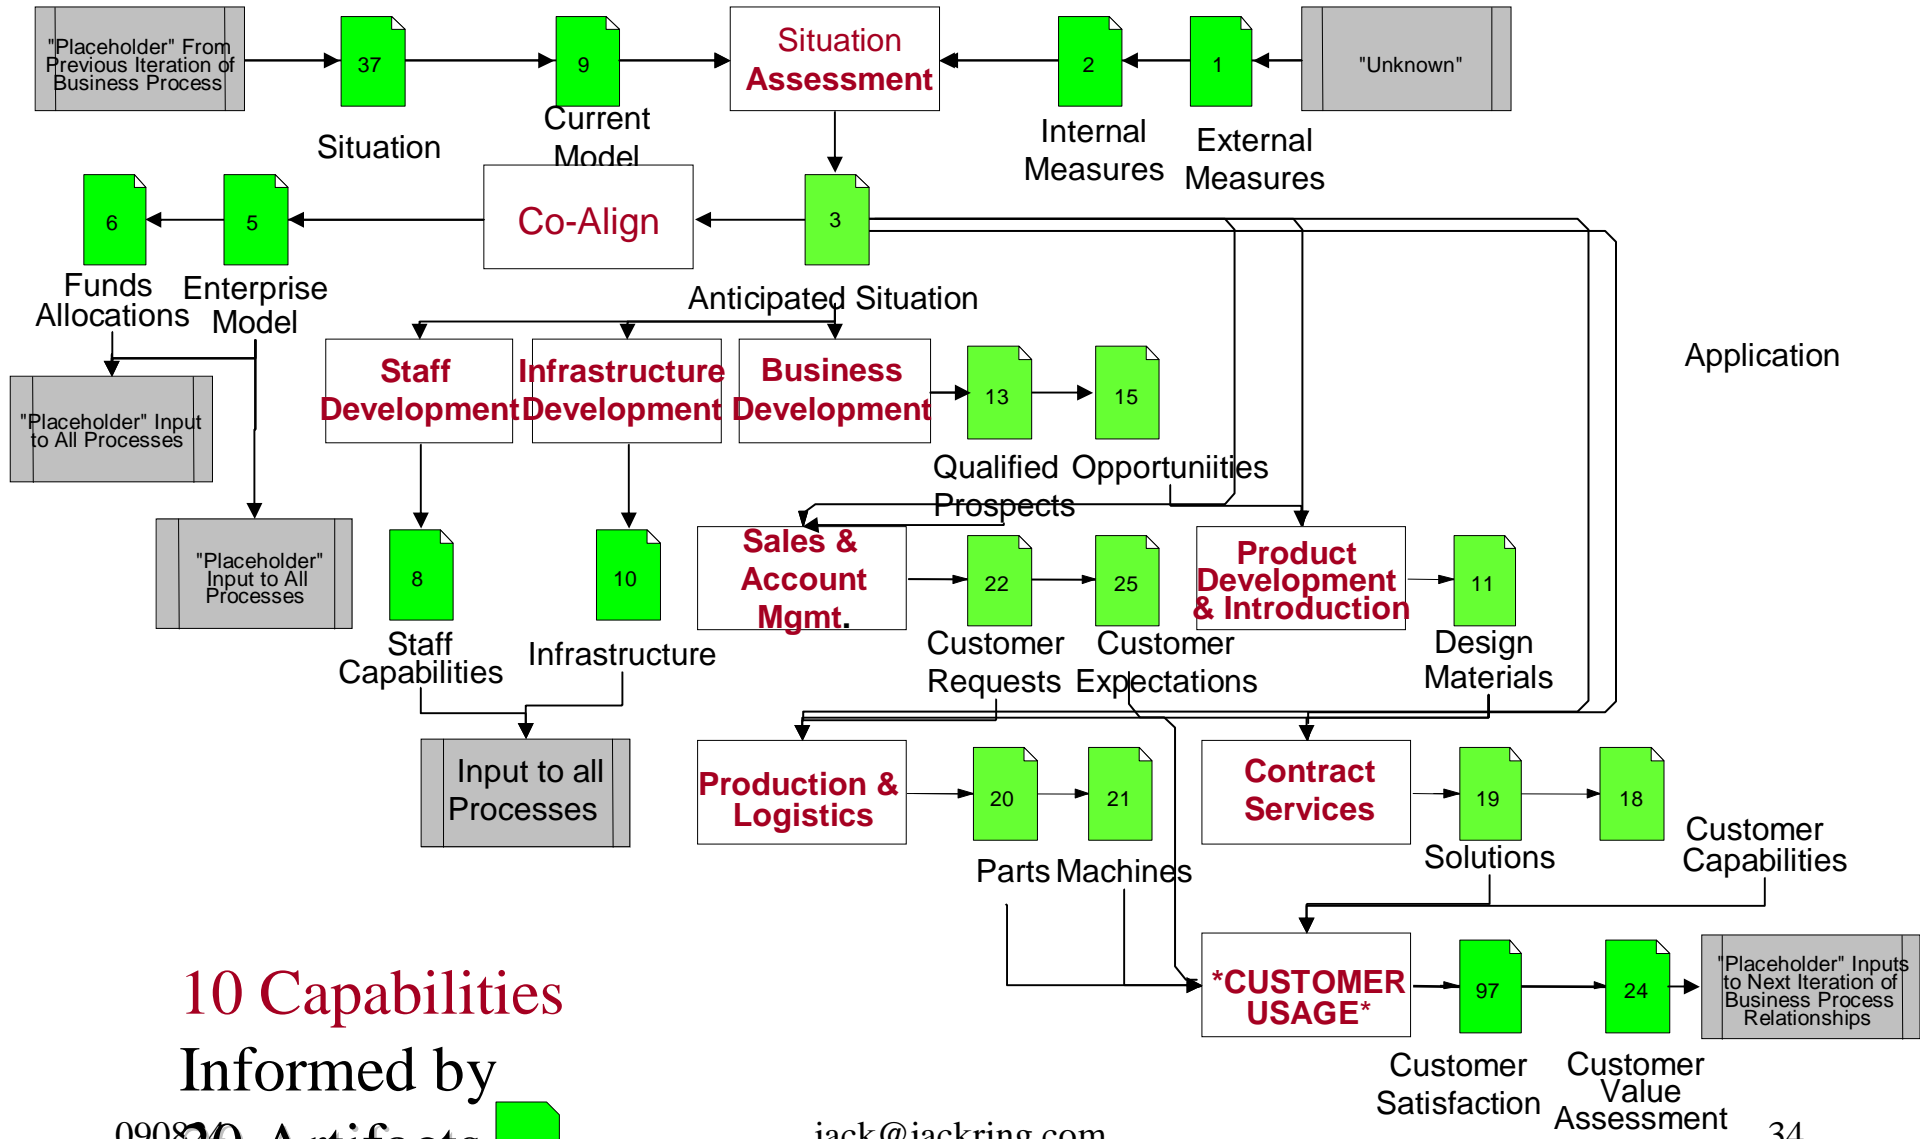 "Placeholder" From
Previous Iteration of
Business Process
37
9
Situation
Assessment
2
1
"Unknown"
Situation
Current
Model
Internal
Measures
External
Measures
6
5
Co-Align
3
Funds
Allocations
Enterprise
Model
Anticipated Situation
"Placeholder" Input
to All Processes
Staff
Development
Infrastructure
Development
Business
Development
13
15
Application
Qualified
Prospects
Opportuniities
"Placeholder"
Input to All
Processes
8
10
Sales &
Account
Mgmt.
22
25
Product
Development
& Introduction
11
Staff
Capabilities
Infrastructure
Customer
Requests
Customer
Expectations
Design
Materials
Input to all
Processes
Production &
Logistics
20
21
Contract
Services
19
18
Parts
Machines
Solutions
Customer
Capabilities
*CUSTOMER
USAGE*
97
24
"Placeholder" Inputs
to Next Iteration of
Business Process
Relationships
Customer
Satisfaction
Customer
Value
Assessment
10 Capabilities
Informed by
Artifacts
jack@jackring.com
34